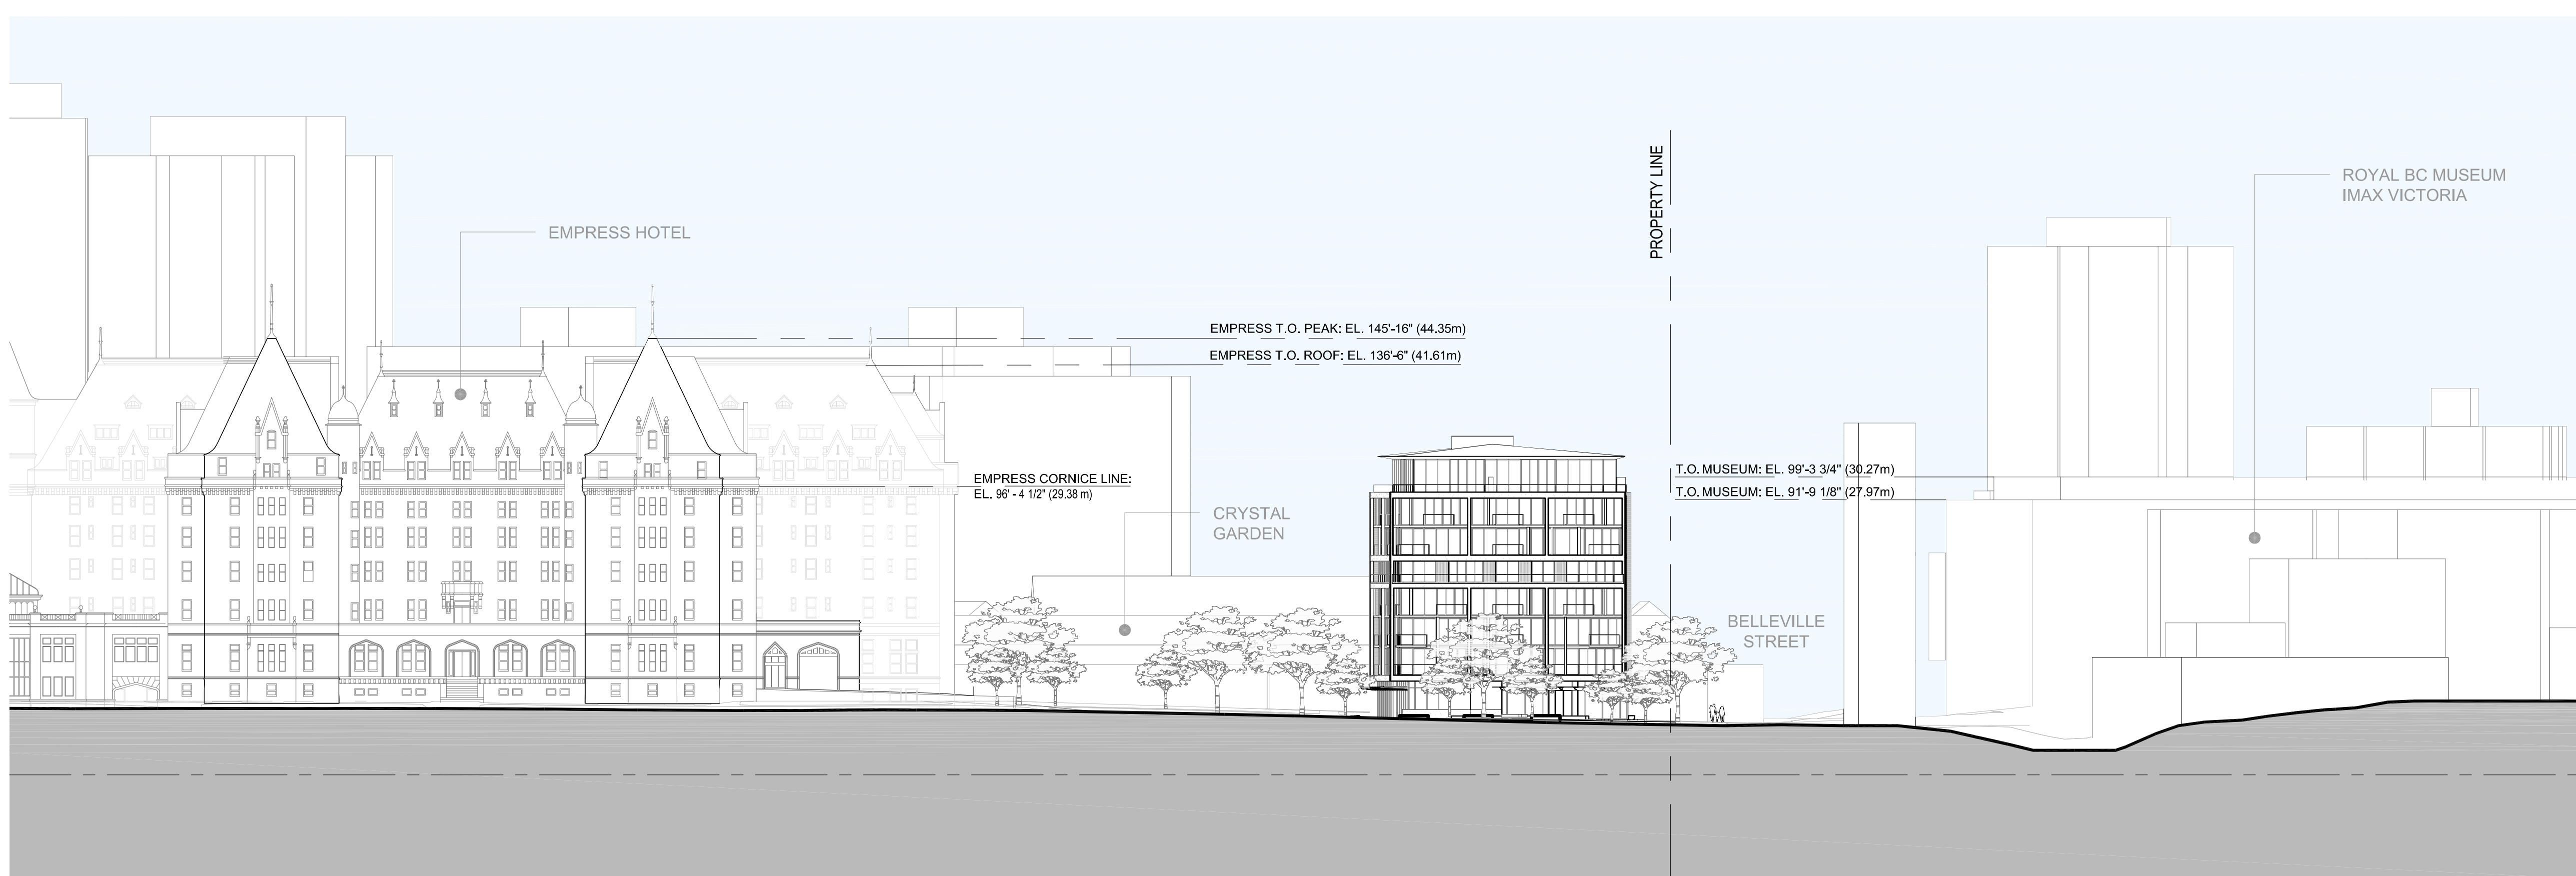 PROPERTY LINE
ROYAL BC MUSEUM
IMAX VICTORIA
EMPRESS HOTEL
EMPRESS T.O. PEAK: EL. 145'-16" (44.35m)
EMPRESS T.O. ROOF: EL. 136'-6" (41.61m)
T.O. MUSEUM: EL. 99'-3 3/4" (30.27m)
EMPRESS CORNICE LINE:
EL. 96' - 4 1/2" (29.38 m)
T.O. MUSEUM: EL. 91'-9 1/8" (27.97m)
CRYSTAL
GARDEN
BELLEVILLE
STREET